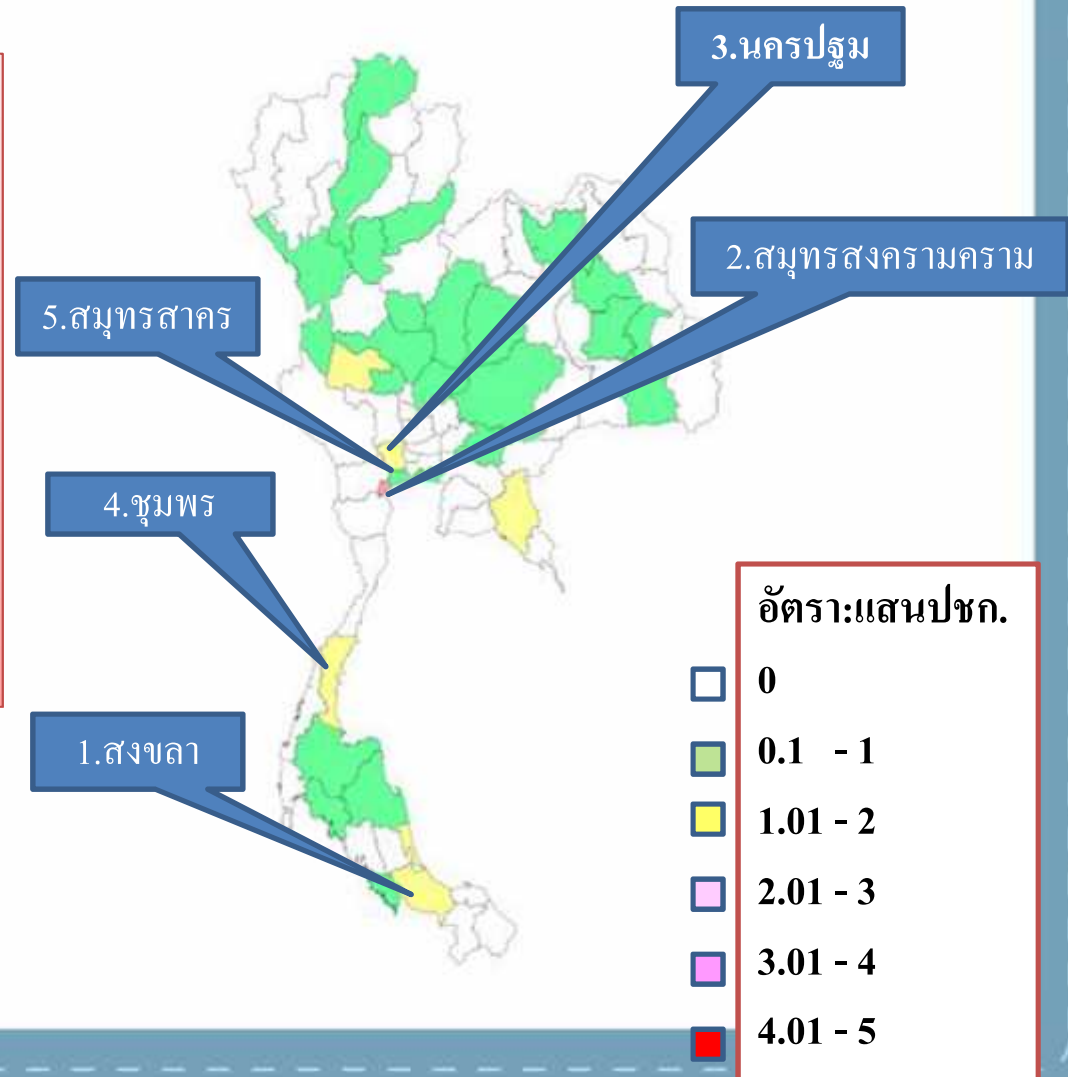 3.นครปฐม
2.สมุทรสงครามคราม
5.สมุทรสาคร
4.ชุมพร
1.สงขลา
อัตรา:แสนปชก.
0
0.1 - 1
1.01 - 2
2.01 - 3
3.01 - 4
4.01 - 5